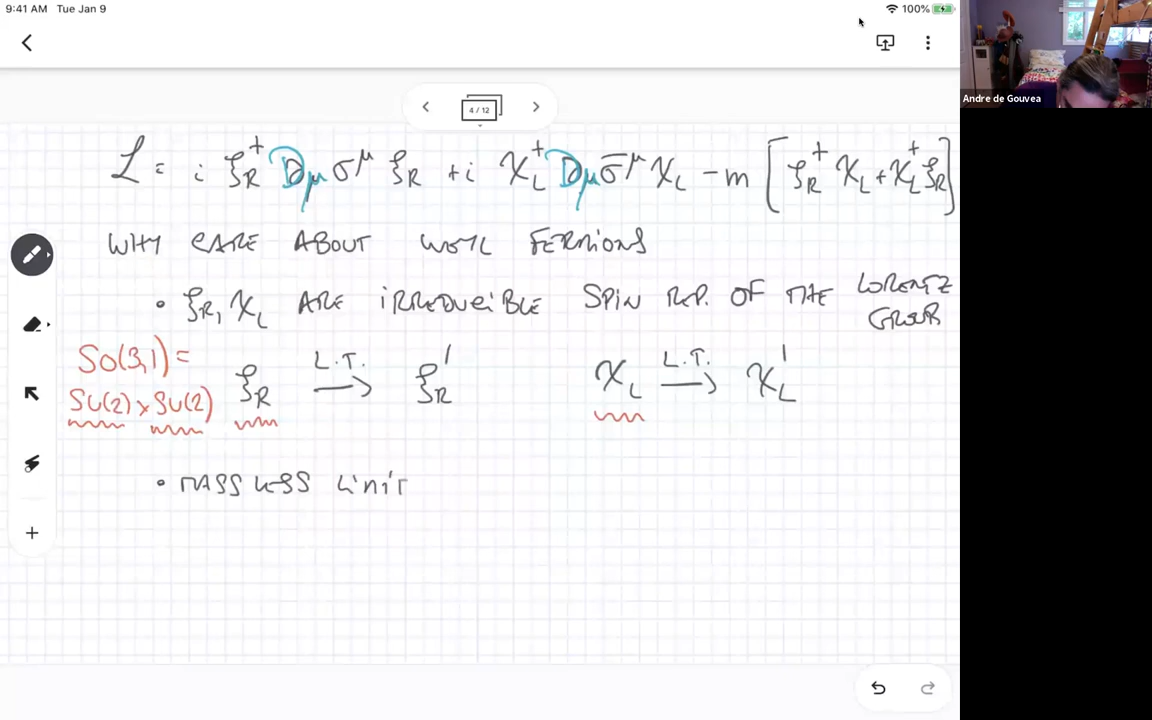 9:41 AM Tue Jan 9
100%
Andre de Gouvea
4 / 12
ℒ = i ξ_R^† D_μ σ^μ ξ_R + i χ_L^† D_μ σ̄^μ χ_L - m [ξ_R^† χ_L + χ_L^† ξ_R]
WHY CARE ABOUT WEYL FERMIONS
• ξ_R, χ_L ARE IRREDUCIBLE SPIN REP. OF THE LORENTZ GROUP
SO(3,1) =
SU(2) × SU(2)
ξ_R L.T. → ξ_R' χ_L L.T. → χ_L'
• MASSLESS LIMIT